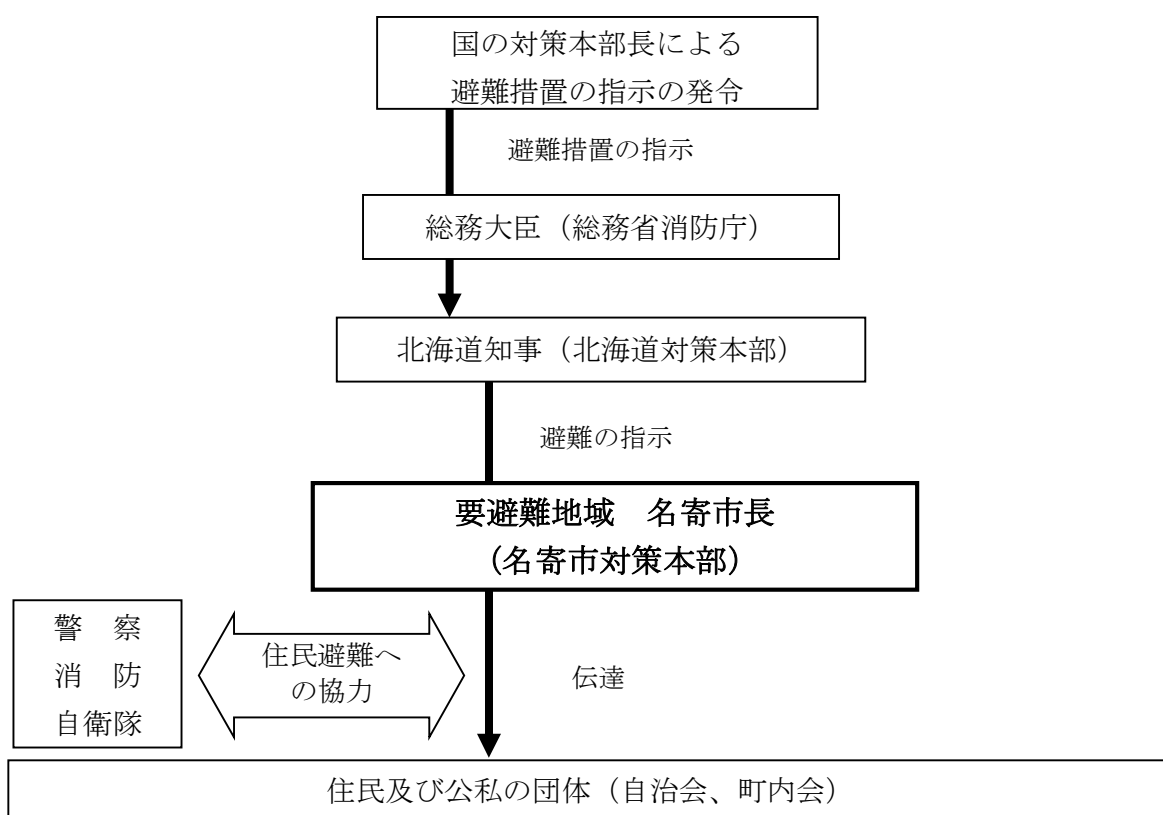 国の対策本部長による
避難措置の指示の発令
避難措置の指示
総務大臣（総務省消防庁）
北海道知事（北海道対策本部）
避難の指示
要避難地域　名寄市長
（名寄市対策本部）
警　察
消　防
自衛隊
住民避難へ
の協力
伝達
住民及び公私の団体（自治会、町内会）